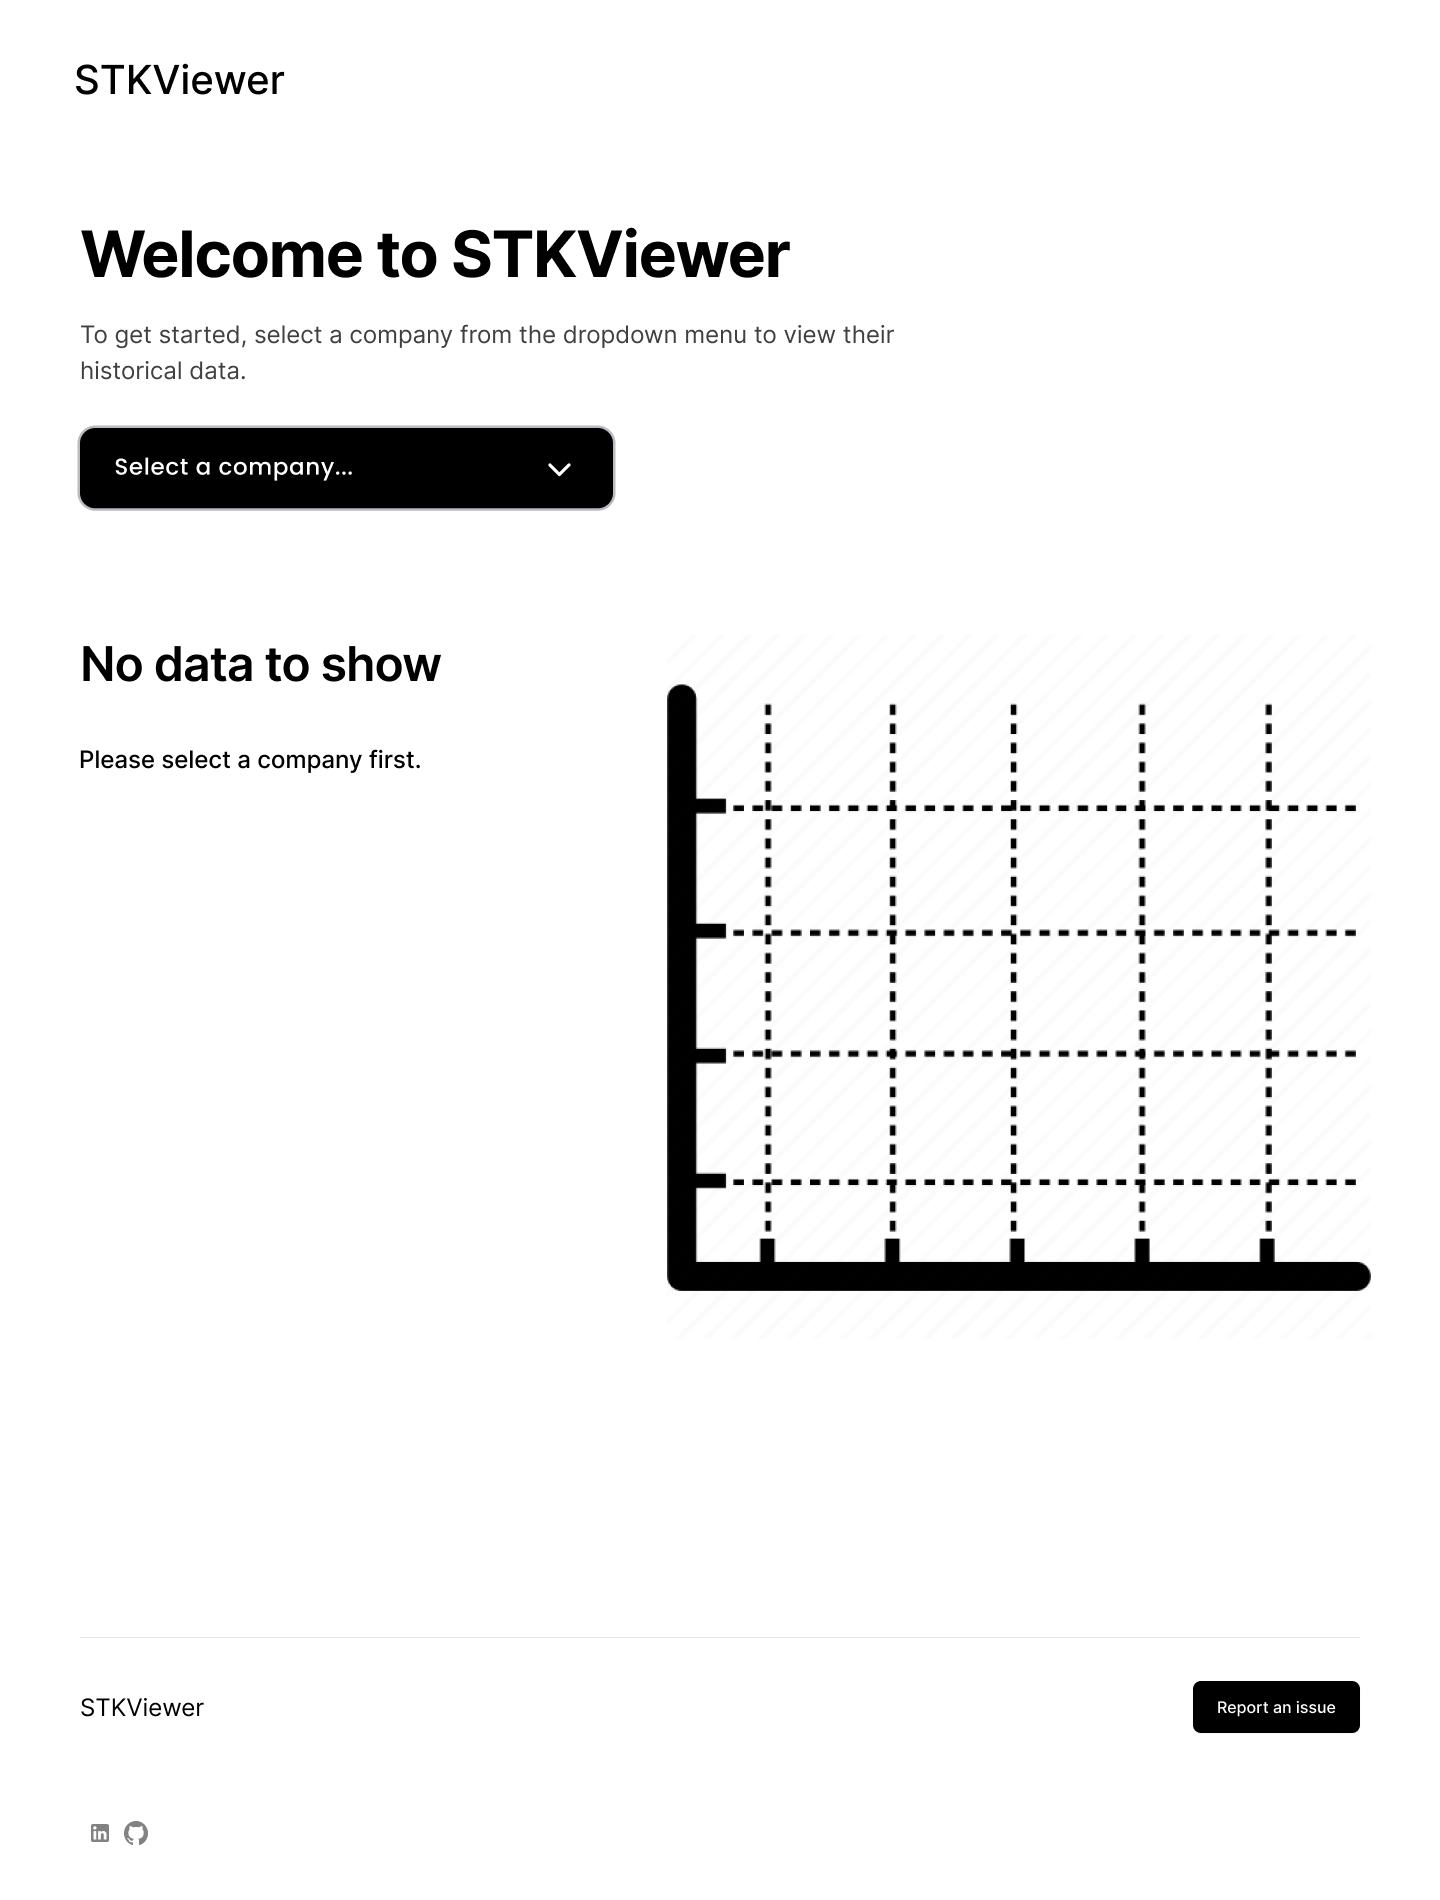 STKViewer
Welcome to STKViewer
To get started, select a company from the dropdown menu to view their
historical data.
Select a company...
No data to show
Please select a company first.
STKViewer
Report an issue